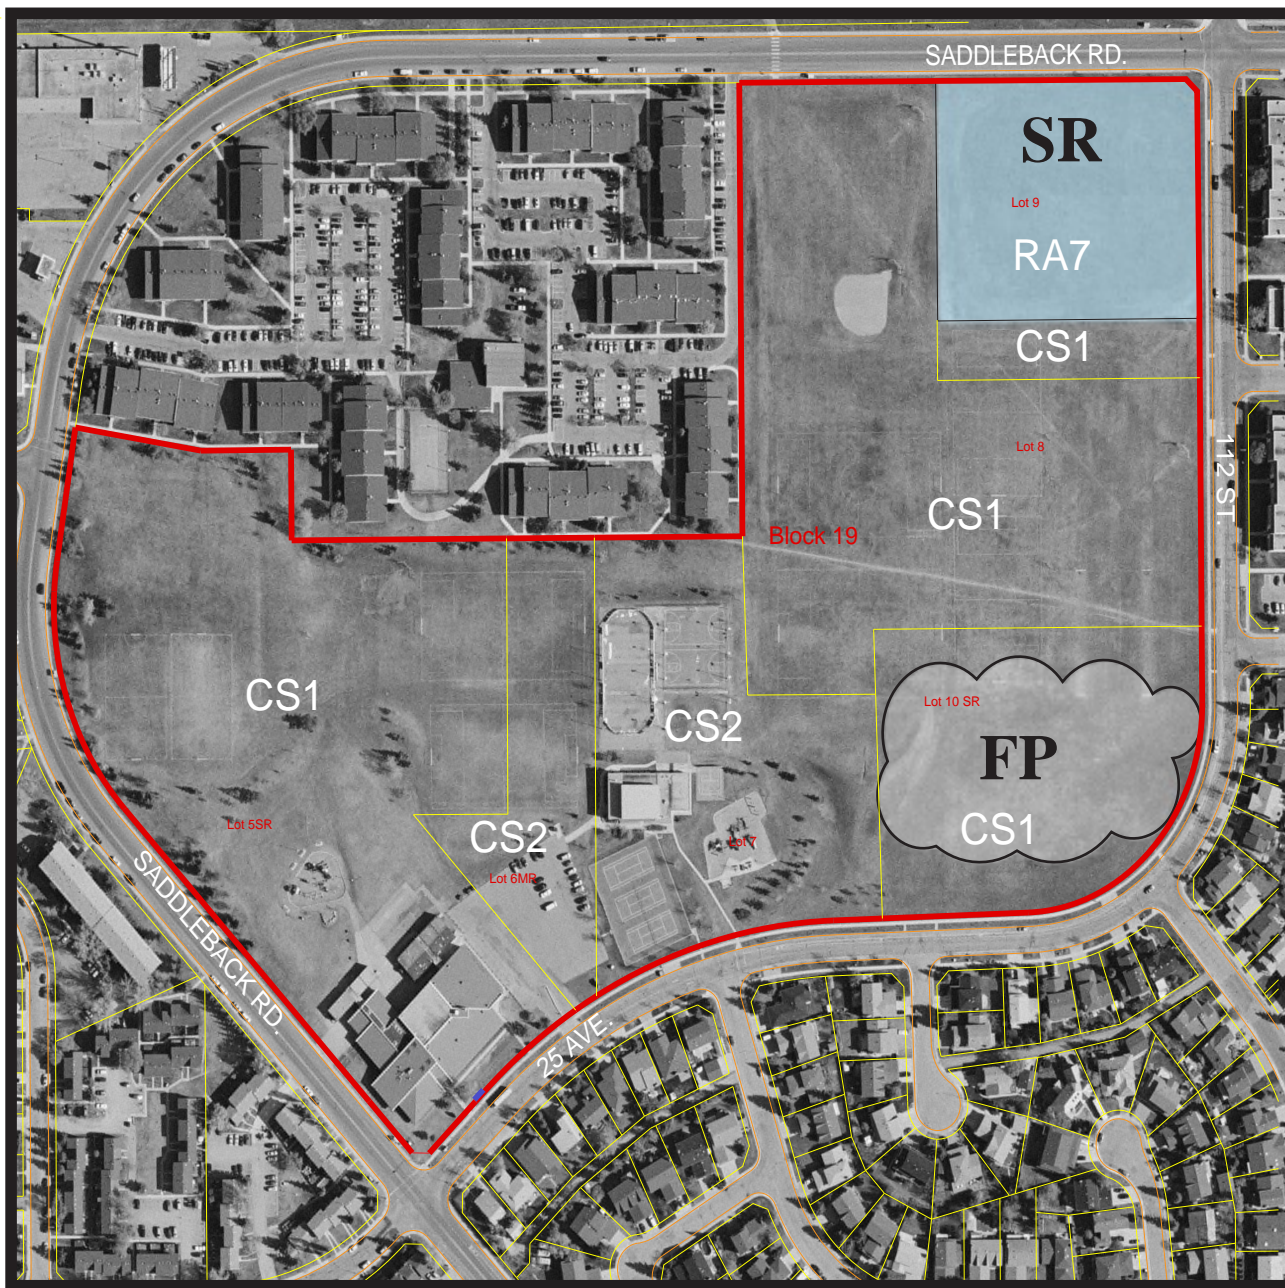 SADDLEBACK RD.
SR
Lot 9
RA7
CS1
Lot 8
112 ST.
CS1
Block 19
CS1
Lot 10 SR
CS2
FP
CS1
Lot 5SR
CS2
Lot 7
Lot 6MR
SADDLEBACK RD.
25 AVE.